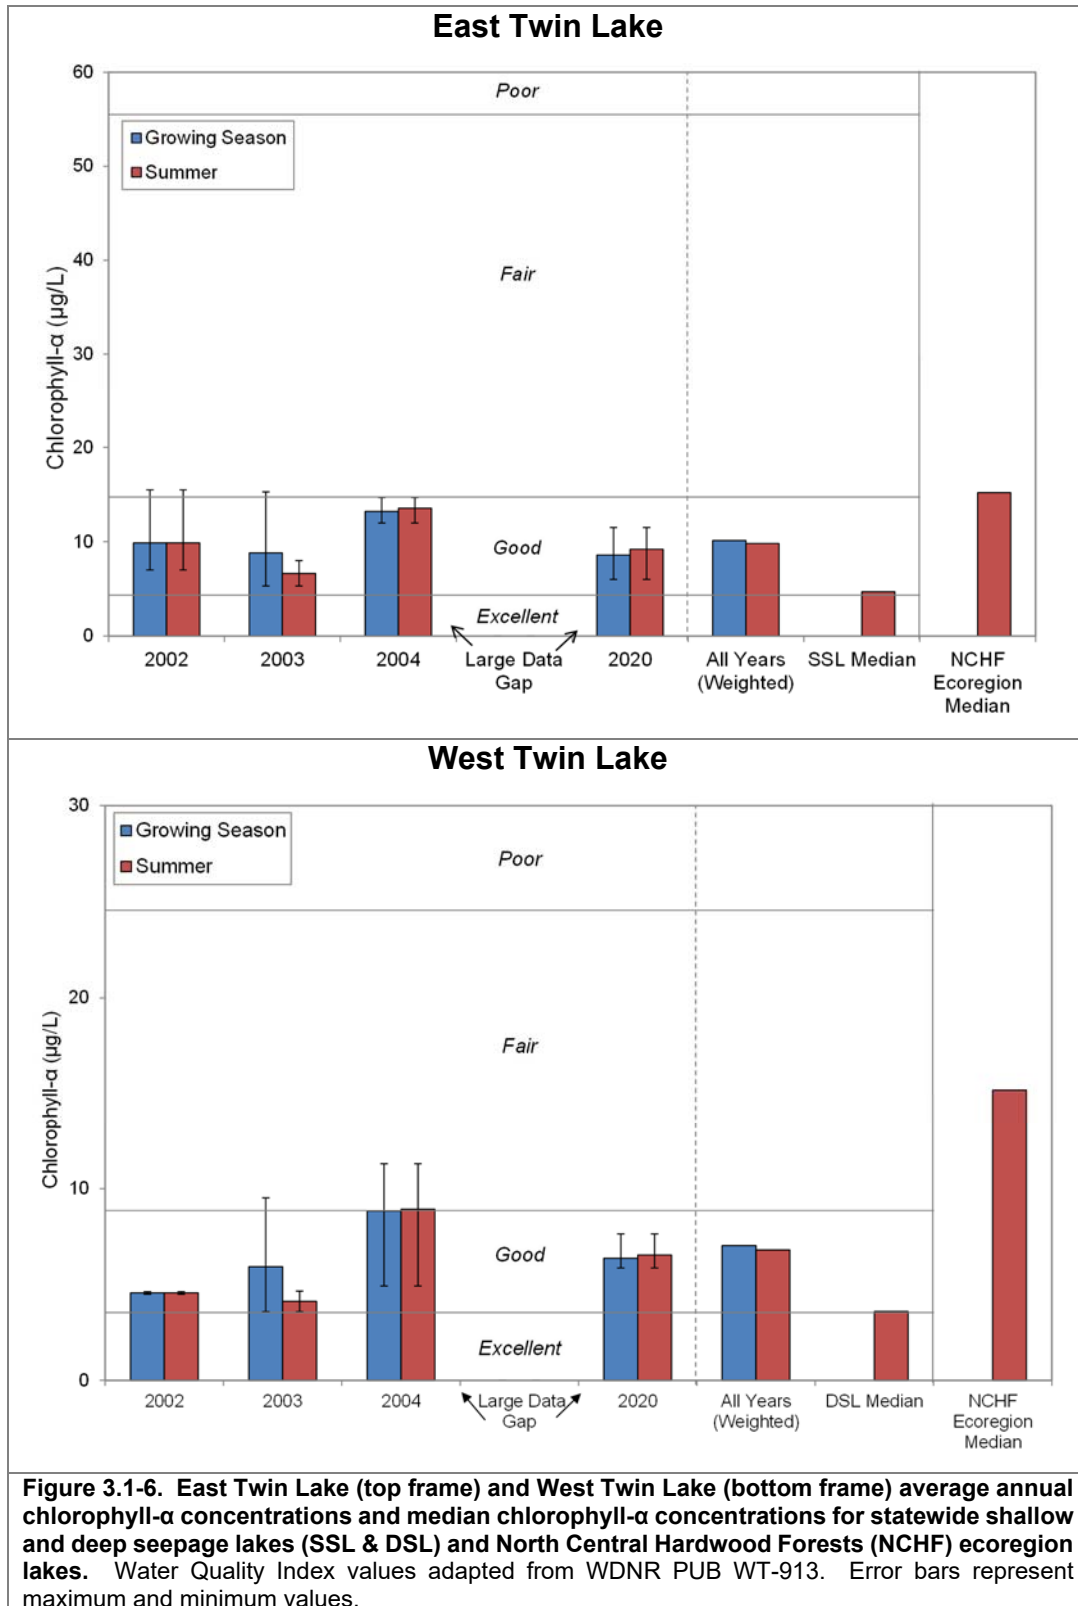 East Twin Lake
60
Poor
Growing Season
Summer
50
40
Fair
30
20
10
Good
Excellent
0
Chlorophyll-α (µg/L)
2002
2003
2004
Large Data
Gap
2020
All Years
(Weighted)
SSL Median
NCHF
Ecoregion
Median
West Twin Lake
30
Growing Season
Summer
Poor
20
Fair
10
Good
Excellent
0
Chlorophyll-α (µg/L)
2002
2003
2004
Large Data
Gap
2020
All Years
(Weighted)
DSL Median
NCHF
Ecoregion
Median
Figure 3.1-6. East Twin Lake (top frame) and West Twin Lake (bottom frame) average annual
chlorophyll-α concentrations and median chlorophyll-α concentrations for statewide shallow
and deep seepage lakes (SSL & DSL) and North Central Hardwood Forests (NCHF) ecoregion
lakes. Water Quality Index values adapted from WDNR PUB WT-913. Error bars represent
maximum and minimum values.